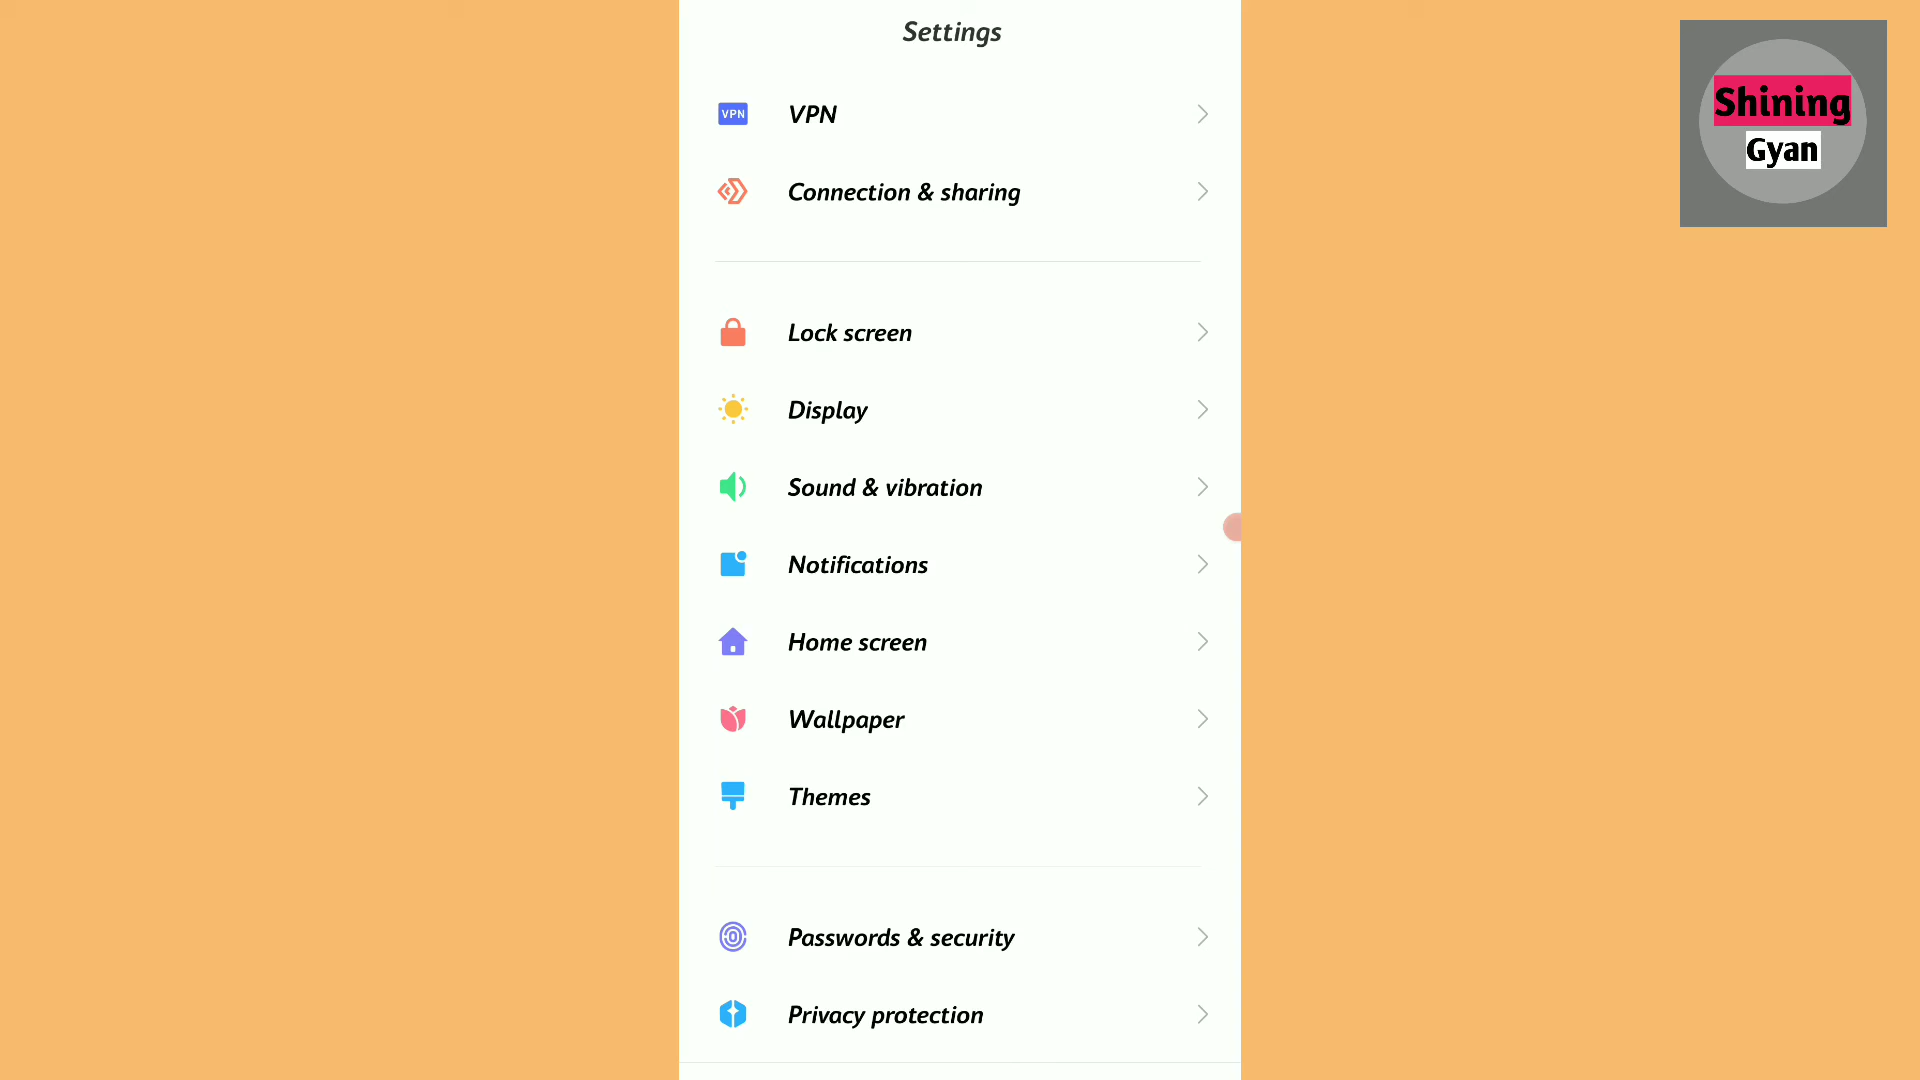 Settings
VPN
VPN
Connection & sharing
Lock screen
Display
Sound & vibration
Notifications
Home screen
Wallpaper
Themes
Passwords & security
Privacy protection
Shining
Gyan